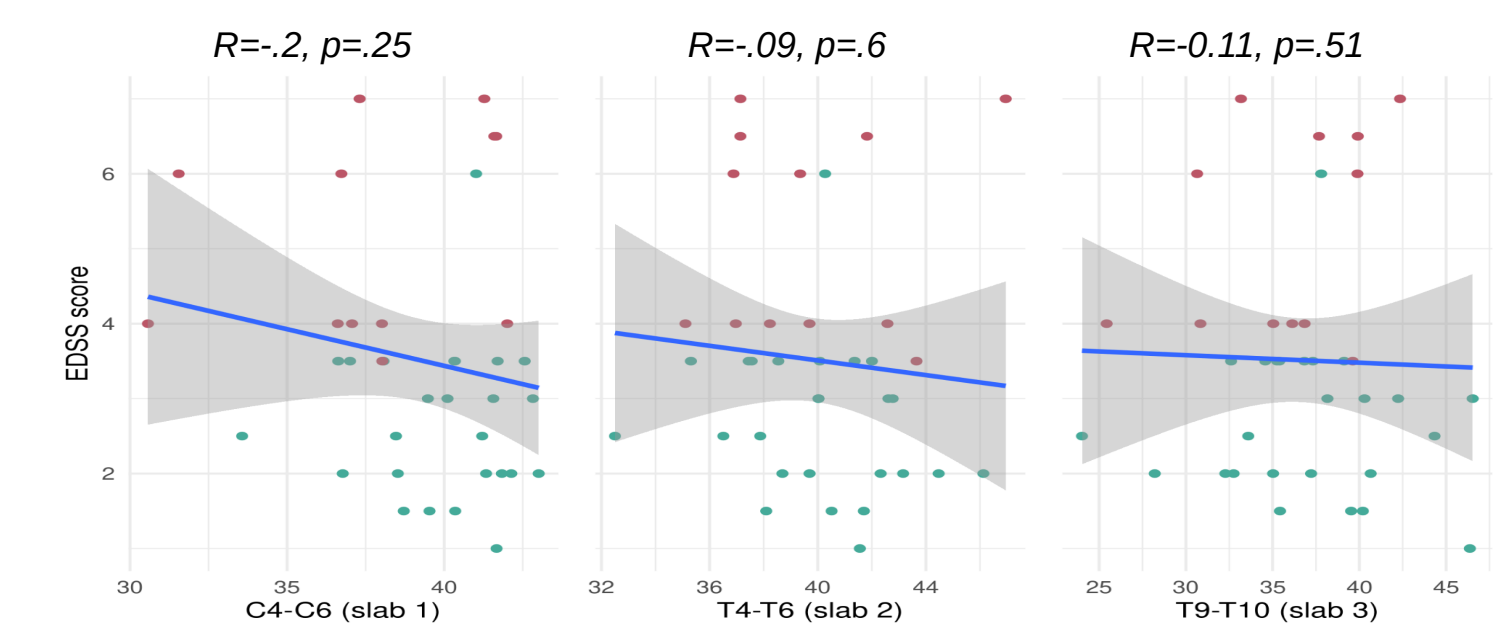 R=-.2, p=.25
R=-.09, p=.6
R=-0.11, p=.51
EDSS score
6
4
2
30 35 40
32 36 40 44
25 30 35 40 45
C4-C6 (slab 1)
T4-T6 (slab 2)
T9-T10 (slab 3)